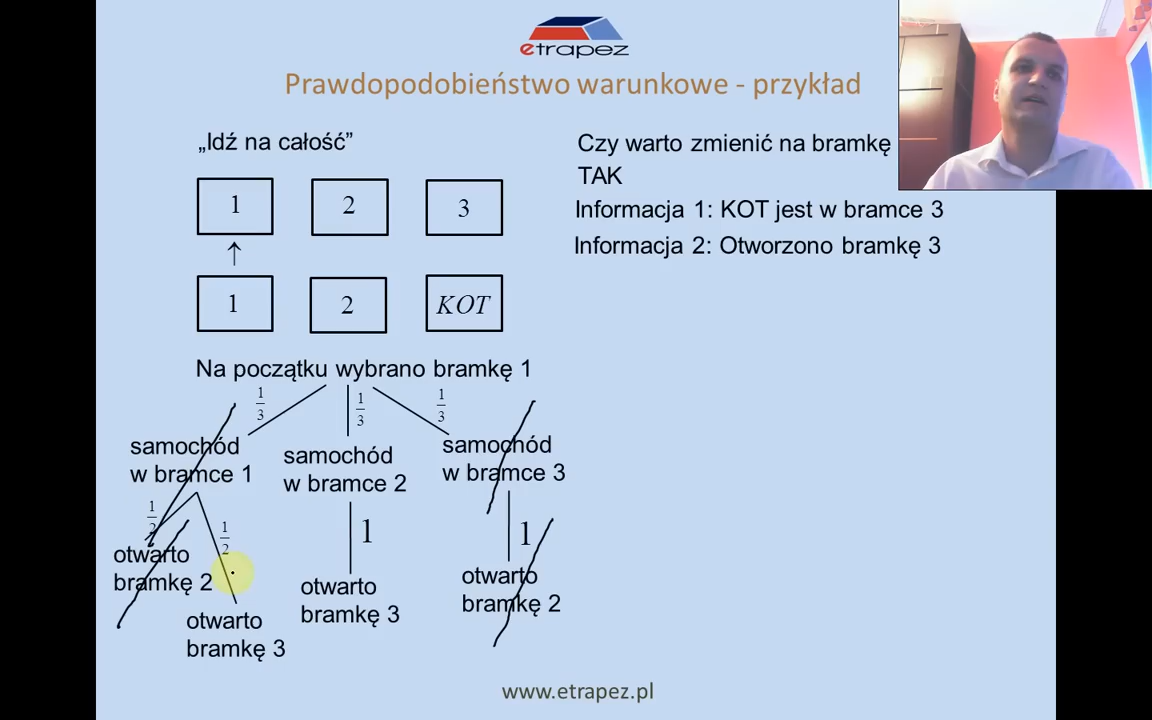 etrapez
Prawdopodobieństwo warunkowe - przykład
„Idź na całość”
1 2 3
↑
1 2 KOT
Czy warto zmienić na bramkę
TAK
Informacja 1: KOT jest w bramce 3
Informacja 2: Otworzono bramkę 3
Na początku wybrano bramkę 1
1/3 1/3 1/3
samochód
w bramce 1
samochód
w bramce 2
samochód
w bramce 3
1/2 1/2 1 1
otwarto
bramkę 2
otwarto
bramkę 3
otwarto
bramkę 3
otwarto
bramkę 2
www.etrapez.pl